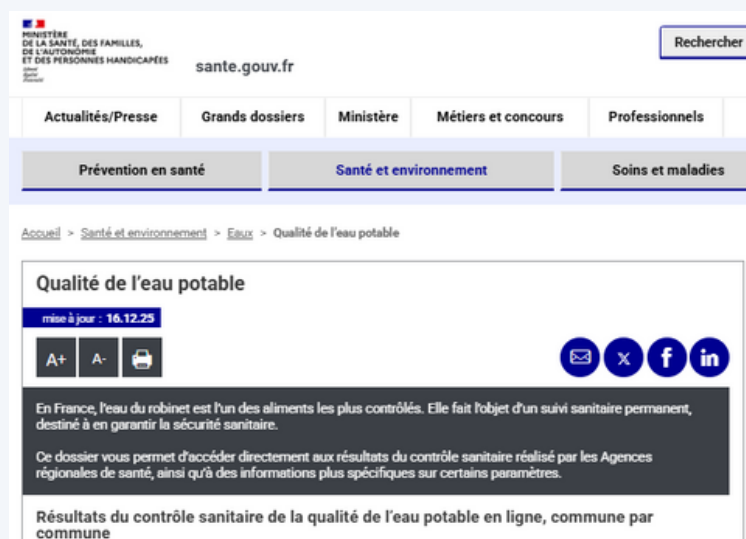 MINISTÈRE
DE LA SANTÉ, DES FAMILLES,
DE L'AUTONOMIE
ET DES PERSONNES HANDICAPÉES
Liberté
Égalité
Fraternité
sante.gouv.fr
Rechercher
Actualités/Presse Grands dossiers Ministère Métiers et concours Professionnels
Prévention en santé Santé et environnement Soins et maladies
Accueil > Santé et environnement > Eaux > Qualité de l'eau potable
Qualité de l'eau potable
mise à jour : 16.12.25
A+ A-
X f in
En France, l'eau du robinet est l'un des aliments les plus contrôlés. Elle fait l'objet d'un suivi sanitaire permanent,
destiné à en garantir la sécurité sanitaire.
Ce dossier vous permet d'accéder directement aux résultats du contrôle sanitaire réalisé par les Agences
régionales de santé, ainsi qu'à des informations plus spécifiques sur certains paramètres.
Résultats du contrôle sanitaire de la qualité de l'eau potable en ligne, commune par
commune